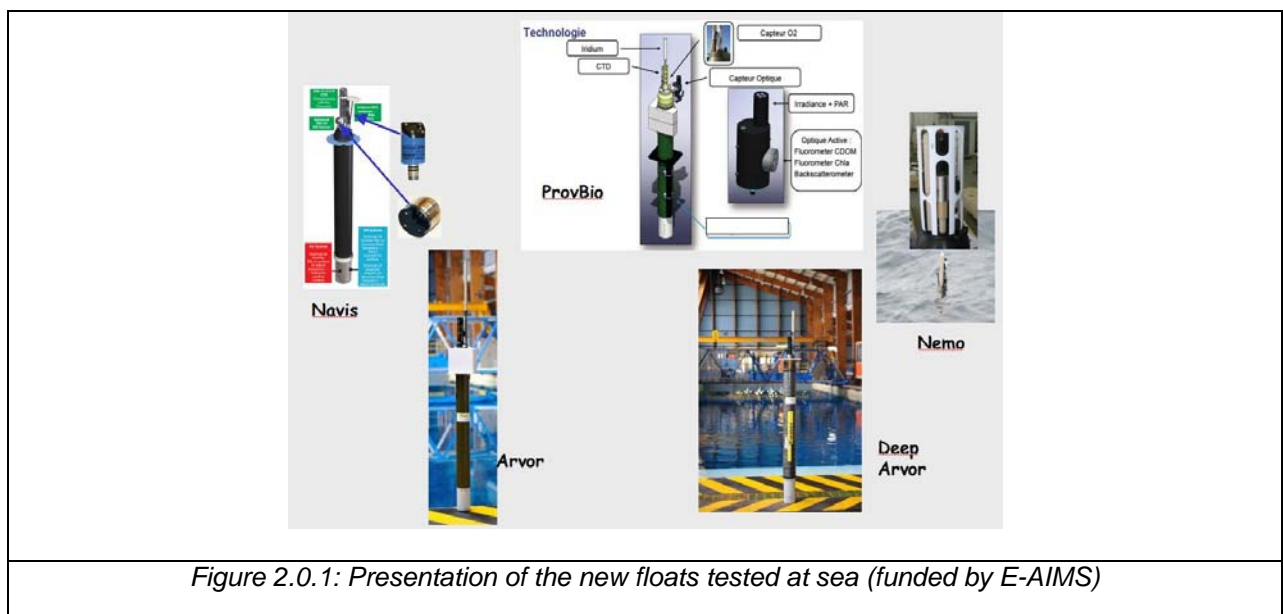 Technologie
Iridium
CTD
Capteur O2
Capteur Optique
Irradiance + PAR
Optique Active :
Fluorometer CDOM
Fluorometer Chla
Backscatterometer
ProvBio
Navis
Nemo
Arvor
Deep
Arvor
Figure 2.0.1: Presentation of the new floats tested at sea (funded by E-AIMS)